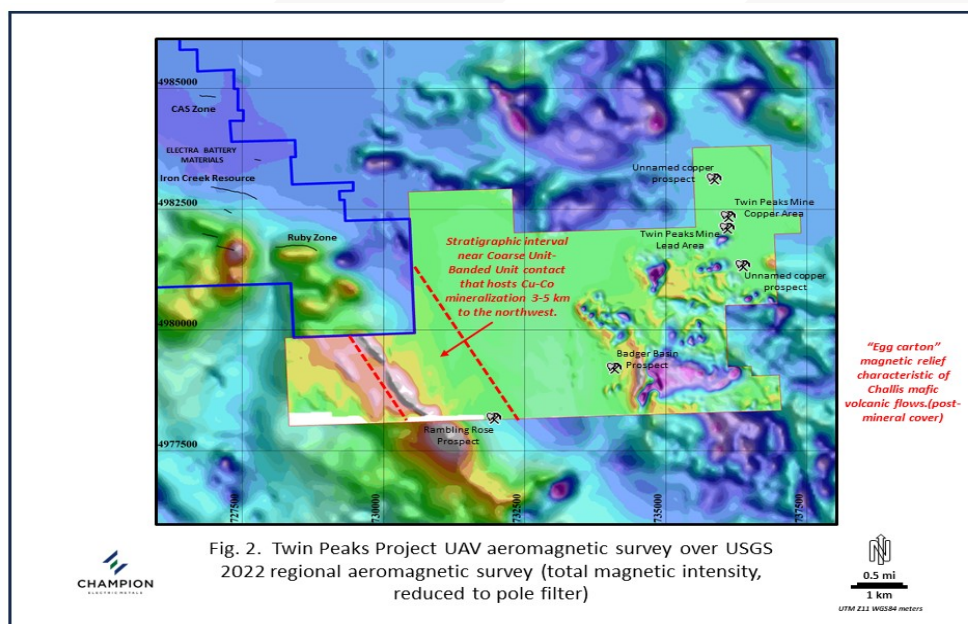 4985000
CAS Zone
ELECTRA BATTERY
MATERIALS
Iron Creek Resource
4982500
Ruby Zone
Unnamed copper
prospect
Twin Peaks Mine
Copper Area
Twin Peaks Mine
Lead Area
Unnamed copper
prospect
Stratigraphic interval
near Coarse Unit-
Banded Unit contact
that hosts Cu-Co
mineralization 3-5 km
to the northwest.
4980000
Badger Basin
Prospect
"Egg carton"
magnetic relief
characteristic of
Challis mafic
volcanic flows.(post-
mineral cover)
Rambling Rose
Prospect
4977500
727500
730000
732500
735000
737500
Fig. 2. Twin Peaks Project UAV aeromagnetic survey over USGS
2022 regional aeromagnetic survey (total magnetic intensity,
reduced to pole filter)
CHAMPION
ELECTRIC METALS
N
0.5 mi
1 km
UTM Z11 WGS84 meters